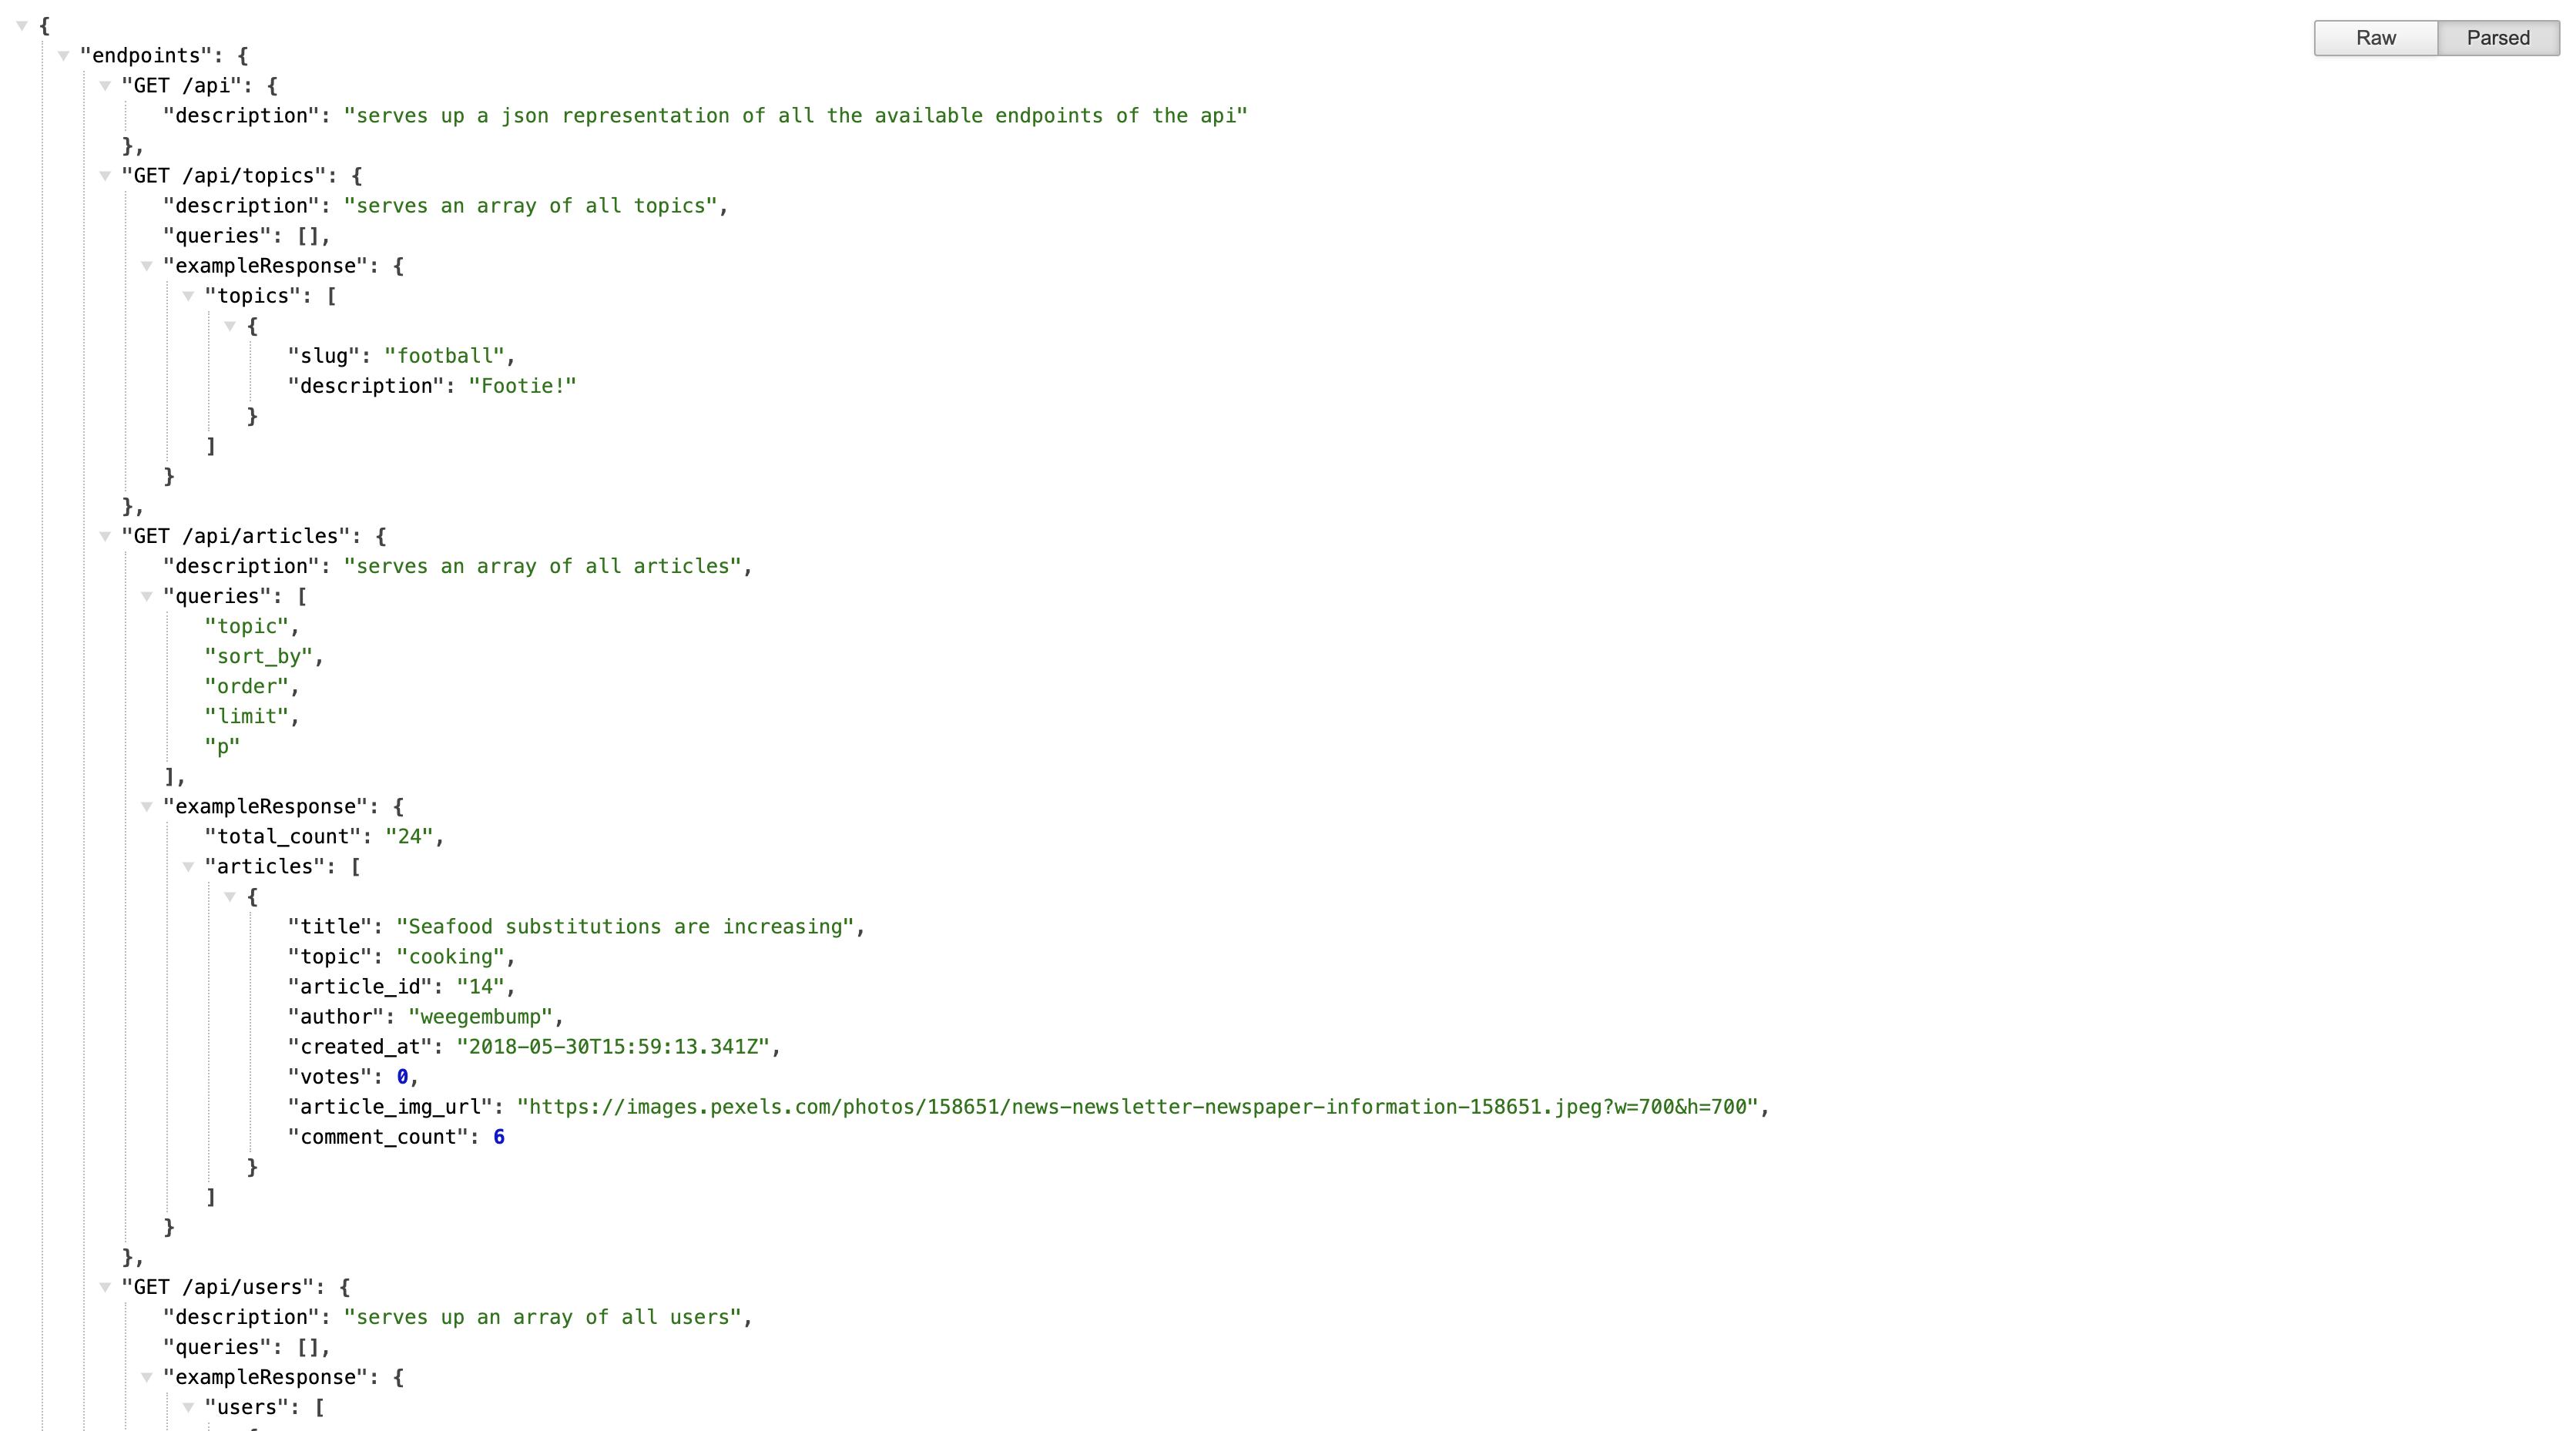 {
Raw Parsed
"endpoints": {
"GET /api": {
"description": "serves up a json representation of all the available endpoints of the api"
},
"GET /api/topics": {
"description": "serves an array of all topics",
"queries": [],
"exampleResponse": {
"topics": [
{
"slug": "football",
"description": "Footie!"
}
]
}
},
"GET /api/articles": {
"description": "serves an array of all articles",
"queries": [
"topic",
"sort_by",
"order",
"limit",
"p"
],
"exampleResponse": {
"total_count": "24",
"articles": [
{
"title": "Seafood substitutions are increasing",
"topic": "cooking",
"article_id": "14",
"author": "weegembump",
"created_at": "2018-05-30T15:59:13.341Z",
"votes": 0,
"article_img_url": "https://images.pexels.com/photos/158651/news-newsletter-newspaper-information-158651.jpeg?w=700&h=700",
"comment_count": 6
}
]
}
},
"GET /api/users": {
"description": "serves up an array of all users",
"queries": [],
"exampleResponse": {
"users": [